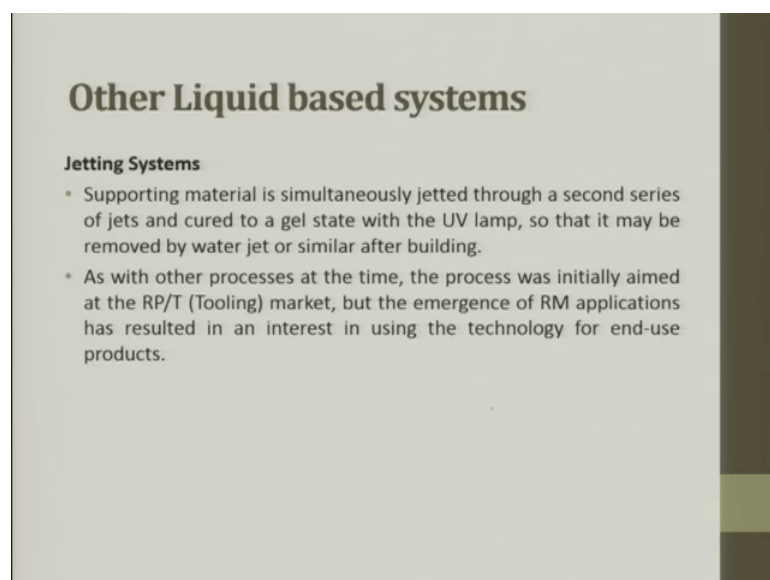 Other Liquid based systems
Jetting Systems
• Supporting material is simultaneously jetted through a second series
of jets and cured to a gel state with the UV lamp, so that it may be
removed by water jet or similar after building.
• As with other processes at the time, the process was initially aimed
at the RP/T (Tooling) market, but the emergence of RM applications
has resulted in an interest in using the technology for end-use
products.